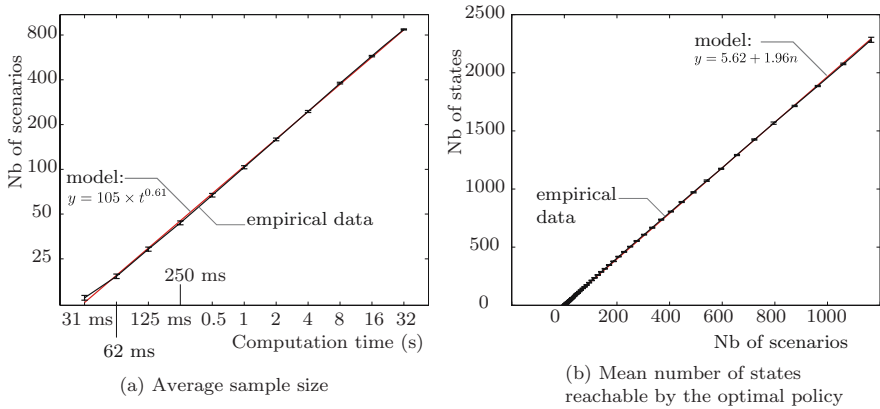 Nb of scenarios
800
400
200
100
50
25
model:
y = 105 × t^0.61
empirical data
250 ms
31 ms 125 ms 0.5 1 2 4 8 16 32
62 ms
Computation time (s)
(a) Average sample size
Nb of states
2500
2000
1500
1000
500
0
model:
y = 5.62 + 1.96n
empirical
data
0 200 400 600 800 1000
Nb of scenarios
(b) Mean number of states
reachable by the optimal policy